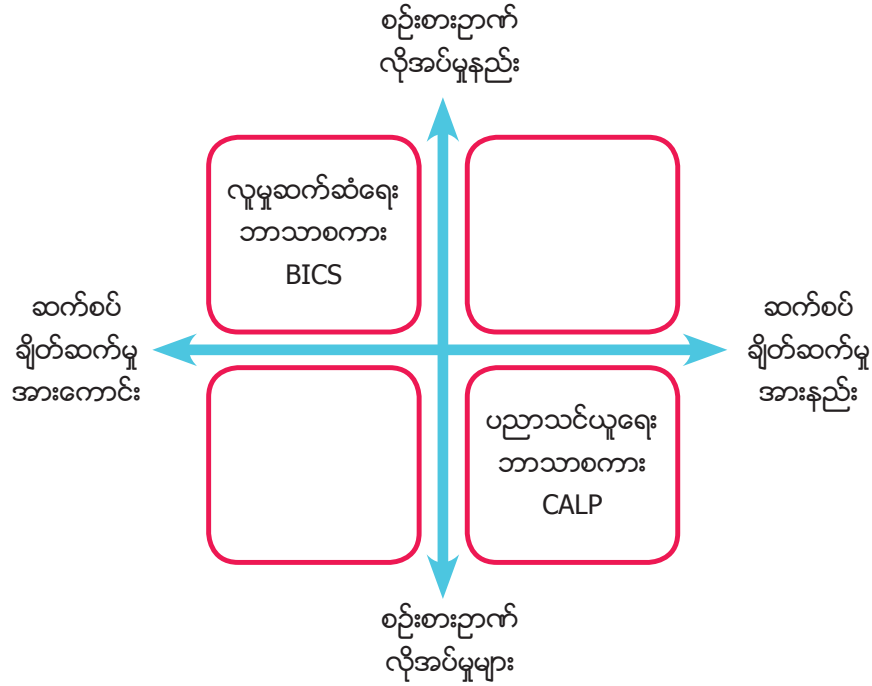 စဉ်းစားဉာဏ်
လိုအပ်မှုနည်း
လူမှုဆက်ဆံရေး
ဘာသာစကား
BICS
ဆက်စပ်
ချိတ်ဆက်မှု
အားကောင်း
ဆက်စပ်
ချိတ်ဆက်မှု
အားနည်း
ပညာသင်ယူရေး
ဘာသာစကား
CALP
စဉ်းစားဉာဏ်
လိုအပ်မှုများ